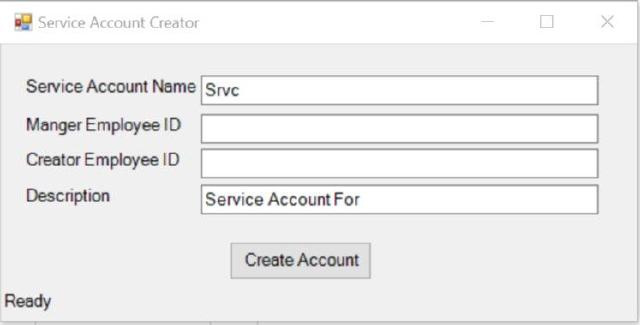 Service Account Creator
Service Account Name Srvc
Manger Employee ID
Creator Employee ID
Description Service Account For
Create Account
Ready